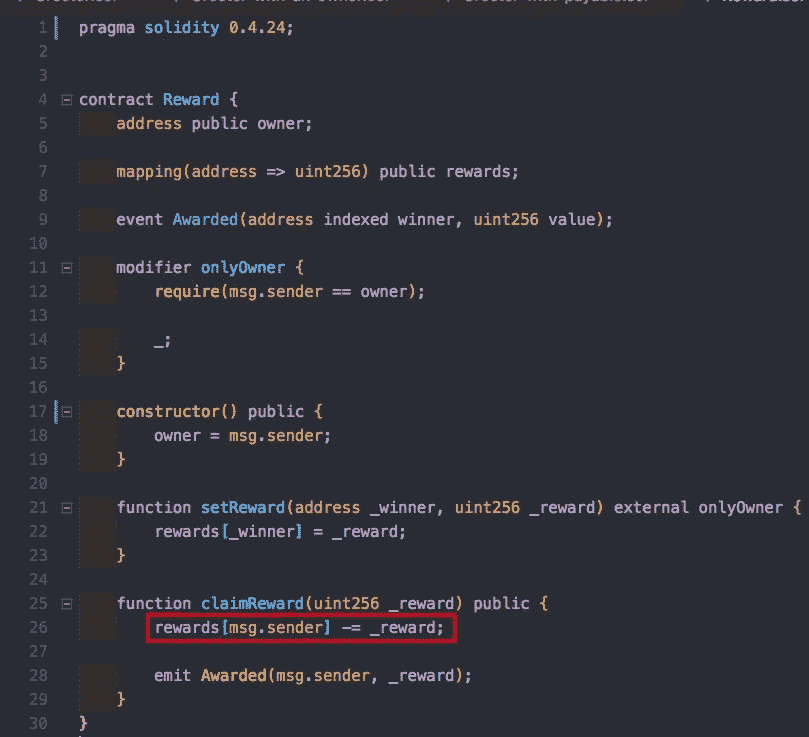 1 pragma solidity 0.4.24;
2
3
4 contract Reward {
5 address public owner;
6
7 mapping(address => uint256) public rewards;
8
9 event Awarded(address indexed winner, uint256 value);
10
11 modifier onlyOwner {
12 require(msg.sender == owner);
13
14 _;
15 }
16
17 constructor() public {
18 owner = msg.sender;
19 }
20
21 function setReward(address _winner, uint256 _reward) external onlyOwner {
22 rewards[_winner] = _reward;
23 }
24
25 function claimReward(uint256 _reward) public {
26 rewards[msg.sender] -= _reward;
27
28 emit Awarded(msg.sender, _reward);
29 }
30 }